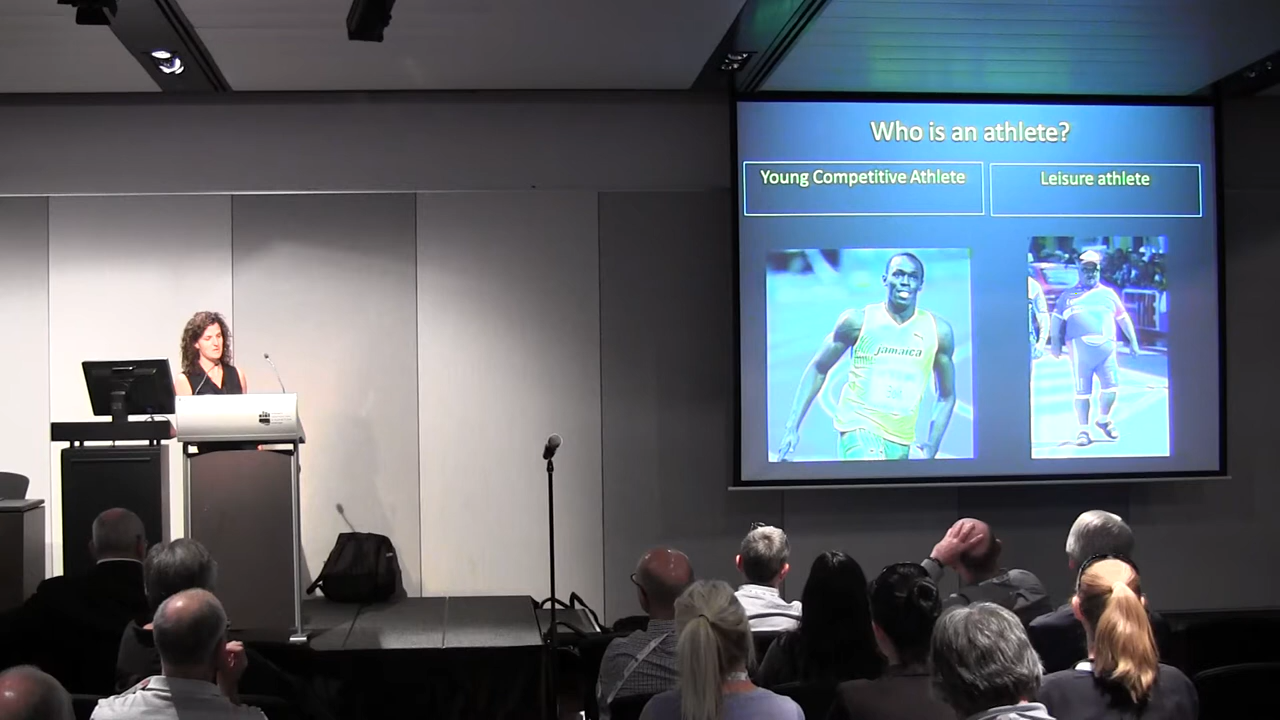 Who is an athlete?
Young Competitive Athlete
Leisure athlete
Jamaica